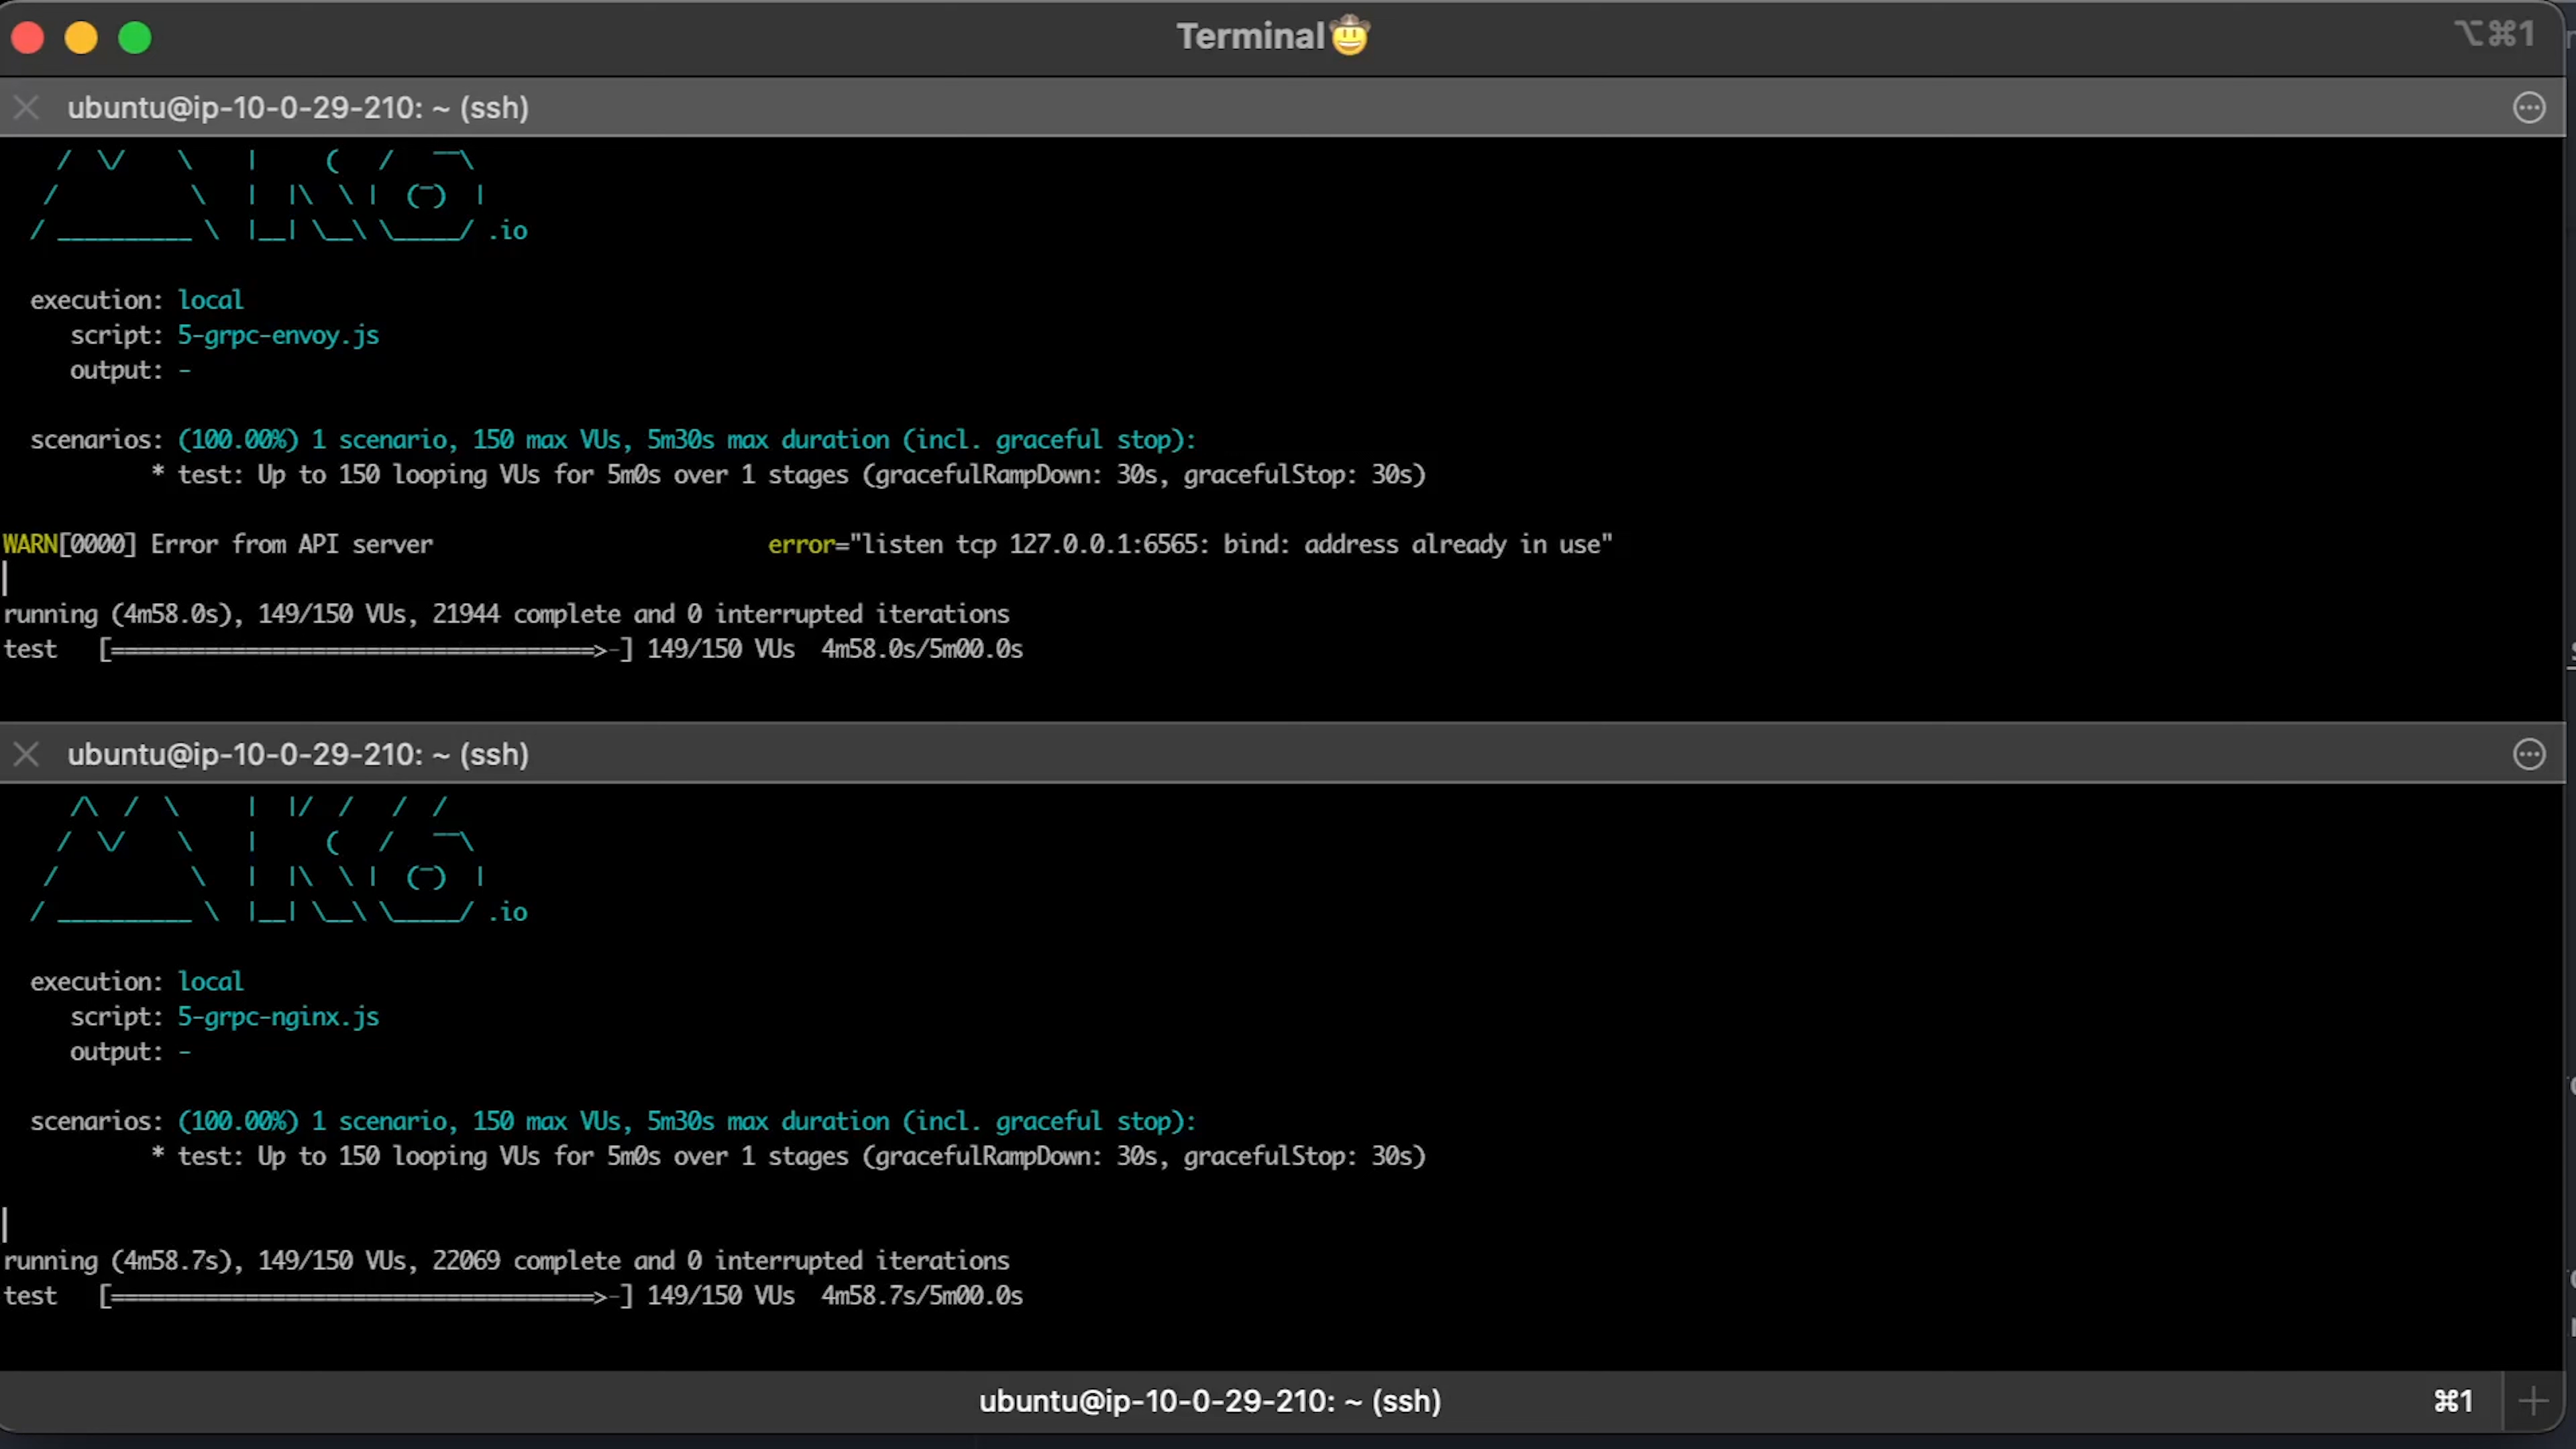 Terminal🤠
⌥⌘1
ubuntu@ip-10-0-29-210: ~ (ssh)
.io
execution: local
script: 5-grpc-envoy.js
output: -
scenarios: (100.00%) 1 scenario, 150 max VUs, 5m30s max duration (incl. graceful stop):
* test: Up to 150 looping VUs for 5m0s over 1 stages (gracefulRampDown: 30s, gracefulStop: 30s)
WARN[0000] Error from API server error="listen tcp 127.0.0.1:6565: bind: address already in use"
running (4m58.0s), 149/150 VUs, 21944 complete and 0 interrupted iterations
test [====================================>-] 149/150 VUs 4m58.0s/5m00.0s
ubuntu@ip-10-0-29-210: ~ (ssh)
.io
execution: local
script: 5-grpc-nginx.js
output: -
scenarios: (100.00%) 1 scenario, 150 max VUs, 5m30s max duration (incl. graceful stop):
* test: Up to 150 looping VUs for 5m0s over 1 stages (gracefulRampDown: 30s, gracefulStop: 30s)
running (4m58.7s), 149/150 VUs, 22069 complete and 0 interrupted iterations
test [====================================>-] 149/150 VUs 4m58.7s/5m00.0s
ubuntu@ip-10-0-29-210: ~ (ssh)
⌘1